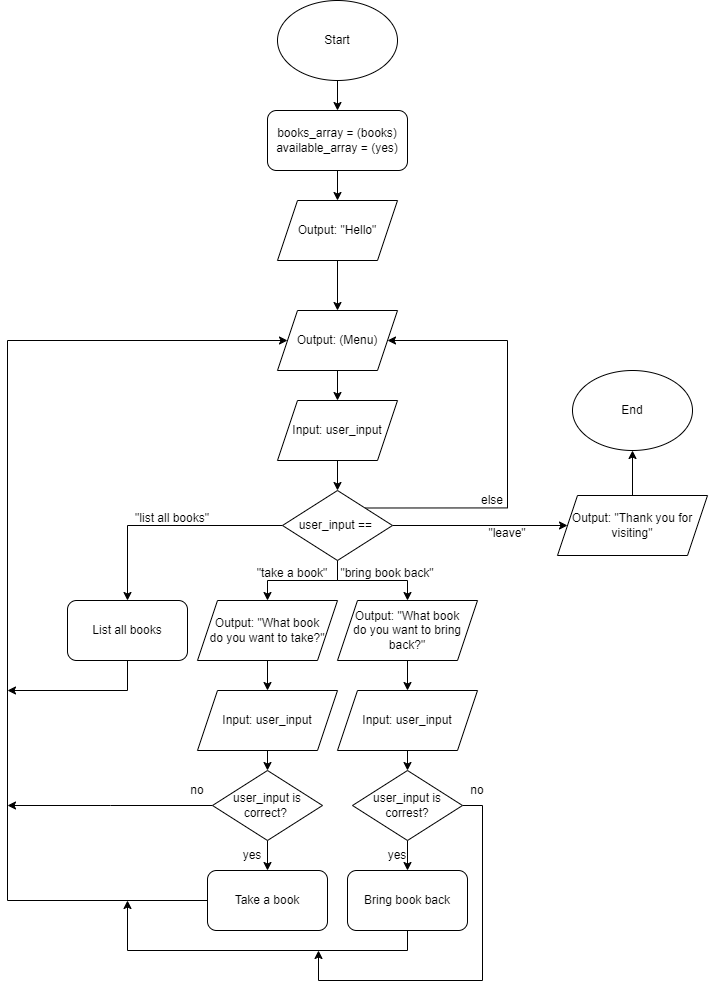 Start
books_array = (books)
available_array = (yes)
Output: "Hello"
Output: (Menu)
Input: user_input
End
else
"list all books"
user_input ==
"leave"
Output: "Thank you for
visiting"
"take a book"
"bring book back"
List all books
Output: "What book
do you want to take?"
Output: "What book
do you want to bring
back?"
Input: user_input
Input: user_input
no
user_input is
correct?
user_input is
correst?
no
yes
yes
Take a book
Bring book back